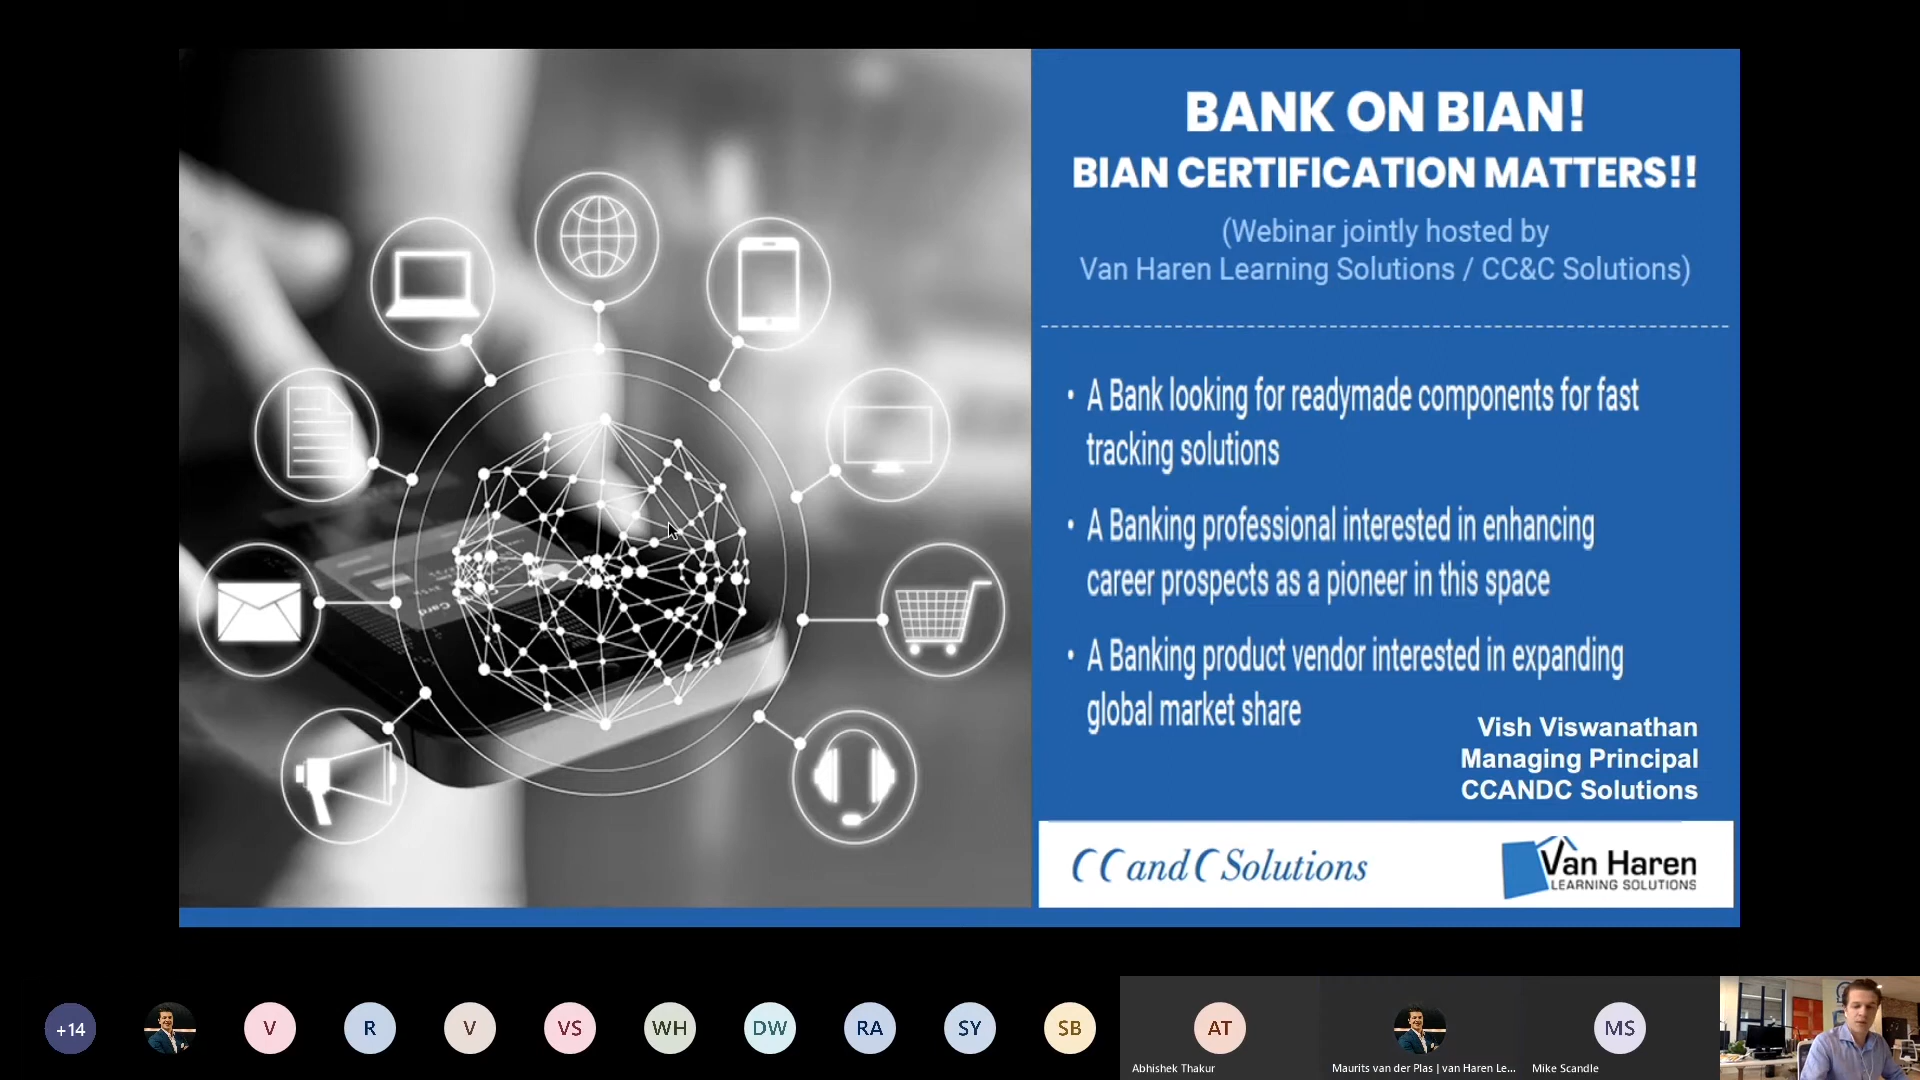 BANK ON BIAN!
BIAN CERTIFICATION MATTERS!!
(Webinar jointly hosted by
Van Haren Learning Solutions / CC&C Solutions)
• A Bank looking for readymade components for fast
tracking solutions
• A Banking professional interested in enhancing
career prospects as a pioneer in this space
• A Banking product vendor interested in expanding
global market share
Vish Viswanathan
Managing Principal
CCANDC Solutions
CC and C Solutions
Van Haren
LEARNING SOLUTIONS
+14
V
R
V
VS
WH
DW
RA
SY
SB
AT
MS
Abhishek Thakur
Maurits van der Plas | van Haren Le...
Mike Scandle